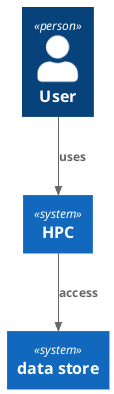 «person»
User
uses
«system»
HPC
access
«system»
data store